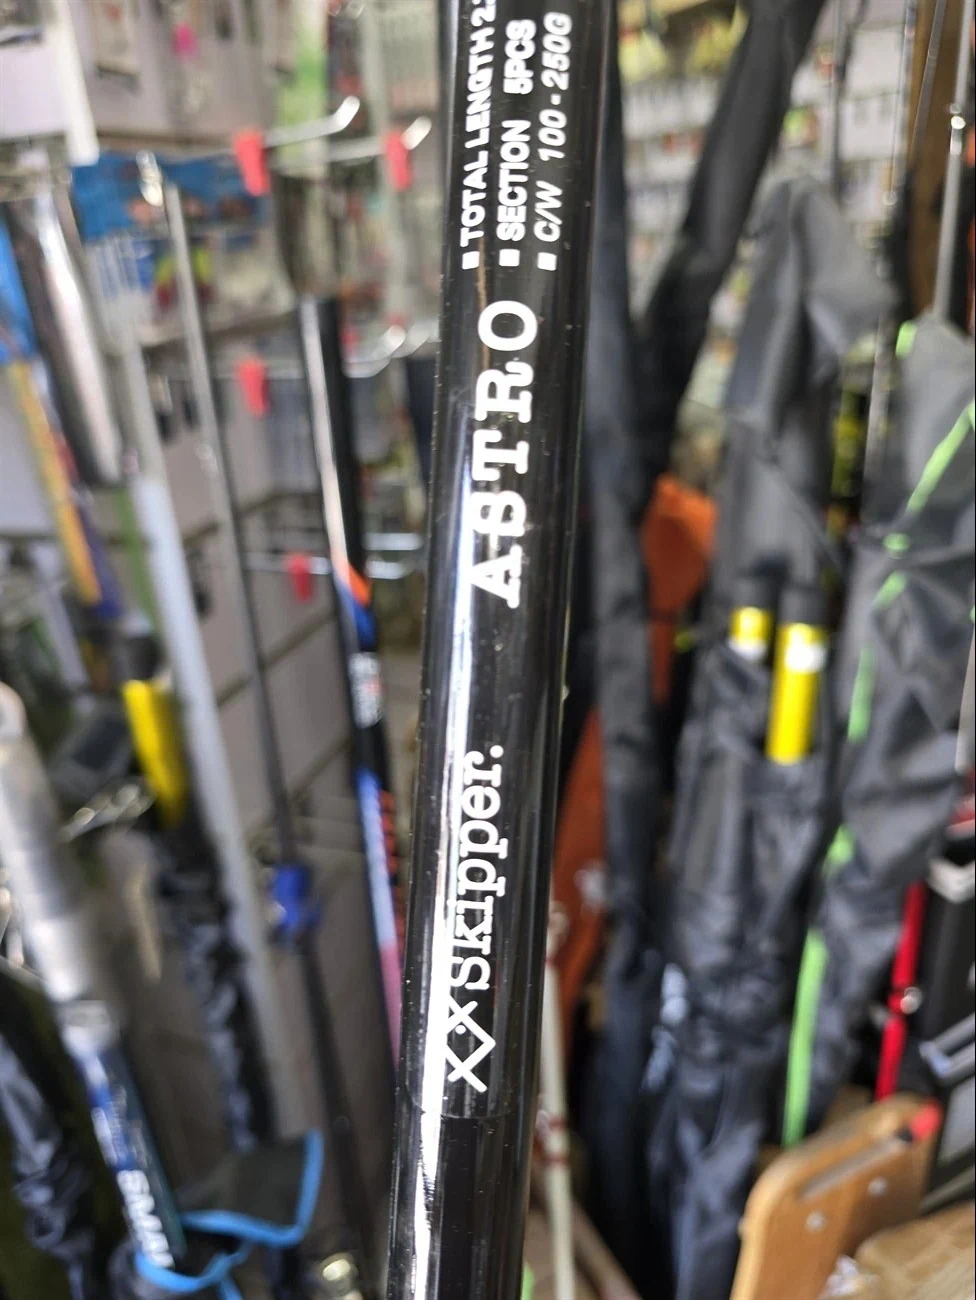 Skipper.
ASTRO
TOTAL LENGTH
SECTION 5PCS
C/W 100-250G